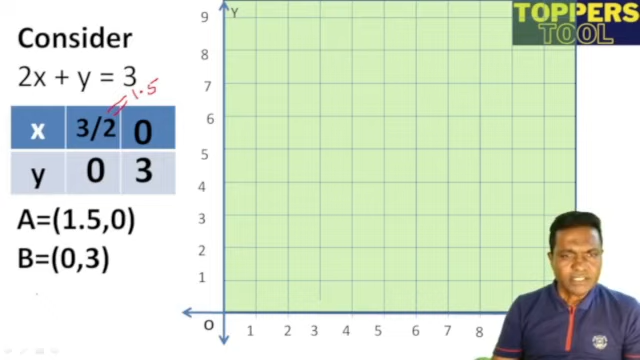 TOPPERS
TOOL
Consider
2x + y = 3
= 1.5
x 3/2 0
y 0 3
A=(1.5,0)
B=(0,3)
Y
9
8
7
6
5
4
3
2
1
O 1 2 3 4 5 6 7 8